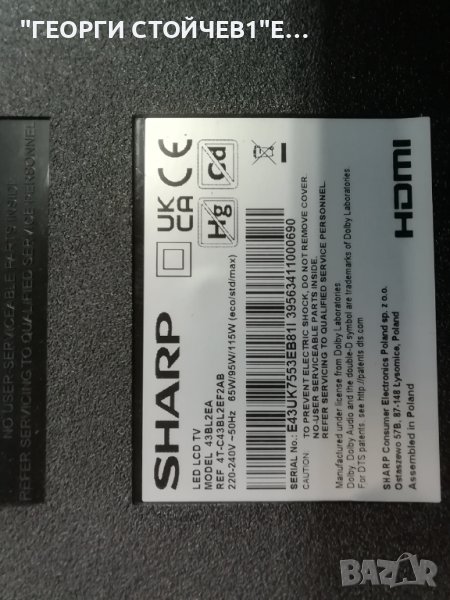 "ГЕОРГИ СТОЙЧЕВ1"Е...
NO USER-SERVICEABLE PARTS INSIDE
REFER SERVICING TO QUALIFIED SERVICE PERSONNEL
SHARP
UK
CA
CE
Hg
Cd
LED LCD TV
MODEL 43BL2EA
REF 4T-C43BL2EF2AB
220-240V ~50Hz 65W/95W/115W (eco/std/max)
SERIAL No.: E43UK7553EB81I 39563411000690
CAUTION: TO PREVENT ELECTRIC SHOCK, DO NOT REMOVE COVER.
NO-USER-SERVICEABLE PARTS INSIDE.
REFER SERVICING TO QUALIFIED SERVICE PERSONNEL.
Manufactured under license from Dolby Laboratories.
Dolby, Dolby Audio and the double-D symbol are trademarks of Dolby Laboratories.
For DTS patents, see http://patents.dts.com.
SHARP Consumer Electronics Poland sp. z o.o.
Ostaszewo 57B, 87-148 Łysomice, Poland
Assembled in Poland
HDMI
BAZAR
bg